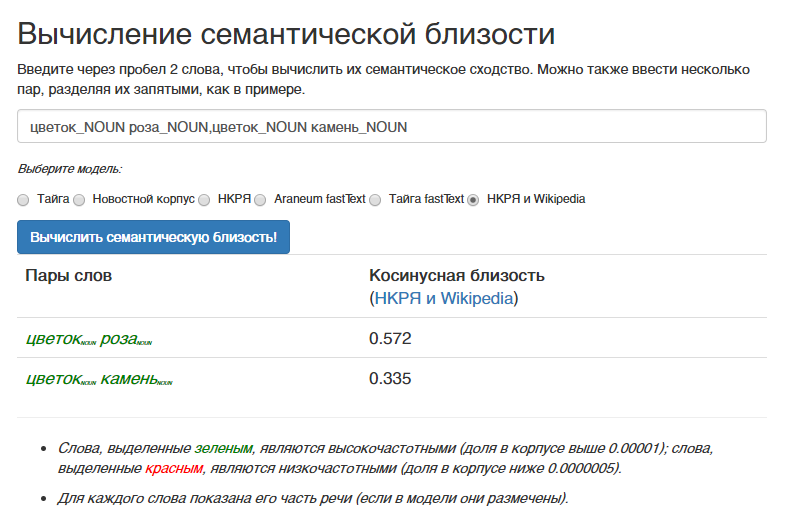 Вычисление семантической близости
Введите через пробел 2 слова, чтобы вычислить их семантическое сходство. Можно также ввести несколько
пар, разделяя их запятыми, как в примере.
цветок_NOUN роза_NOUN,цветок_NOUN камень_NOUN
Выберите модель:
Тайга Новостной корпус НКРЯ Araneum fastText Тайга fastText НКРЯ и Wikipedia
Вычислить семантическую близость!
Пары слов Косинусная близость
(НКРЯ и Wikipedia)
цветокNOUN розаNOUN 0.572
цветокNOUN каменьNOUN 0.335
Слова, выделенные зеленым, являются высокочастотными (доля в корпусе выше 0.00001); слова,
выделенные красным, являются низкочастотными (доля в корпусе ниже 0.0000005).
Для каждого слова показана его часть речи (если в модели они размечены).